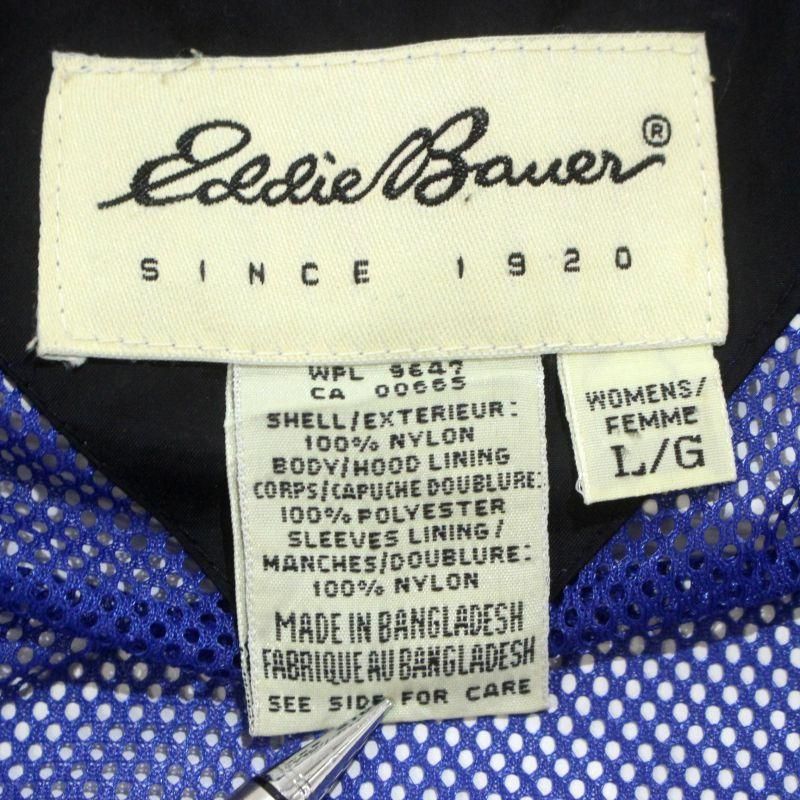 Eddie Bauer®
SINCE 1920
WPL 9647
CA 00665
SHELL/EXTERIEUR:
100% NYLON
BODY/HOOD LINING
CORPS/CAPUCHE DOUBLURE:
100% POLYESTER
SLEEVES LINING/
MANCHES/DOUBLURE:
100% NYLON
MADE IN BANGLADESH
FABRIQUE AU BANGLADESH
SEE SIDE FOR CARE
WOMENS/
FEMME
L/G